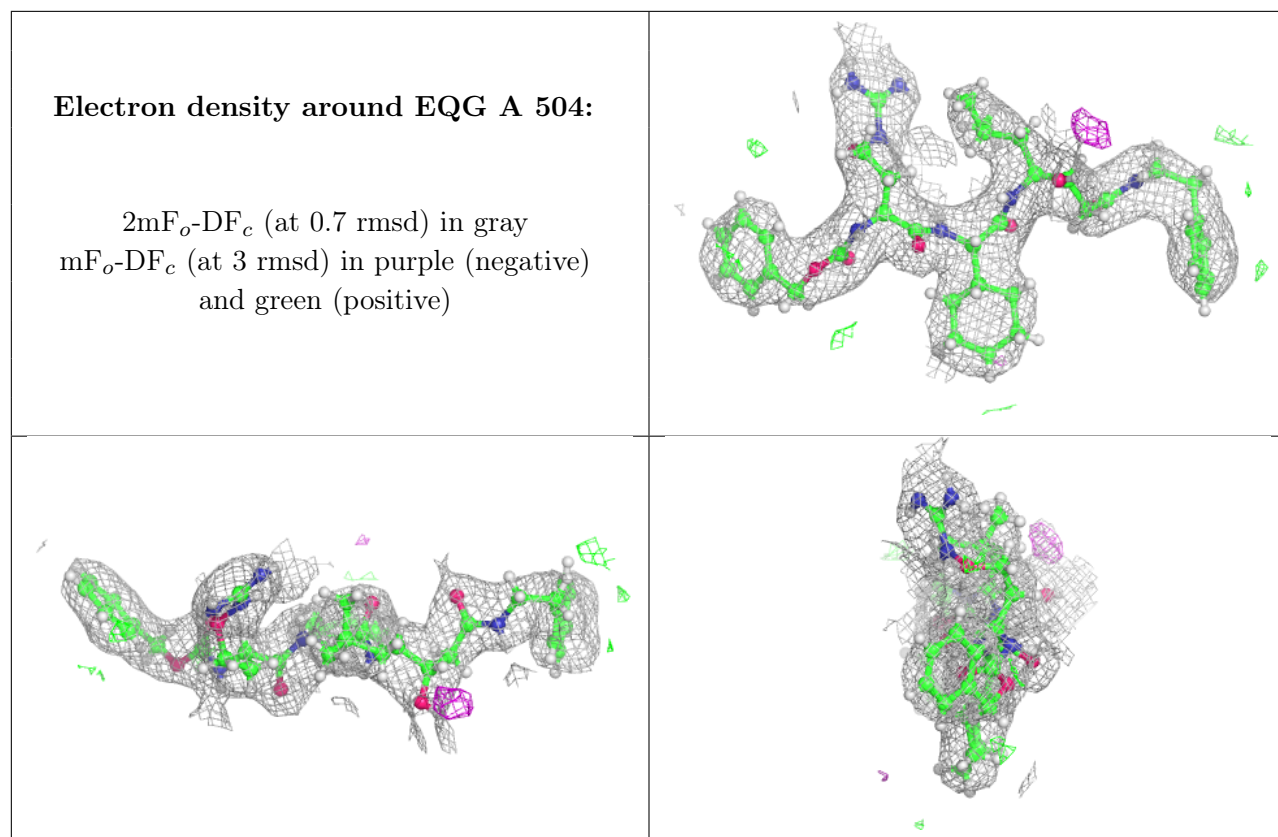 Electron density around EQG A 504:
2mFo-DFc (at 0.7 rmsd) in gray
mFo-DFc (at 3 rmsd) in purple (negative)
and green (positive)